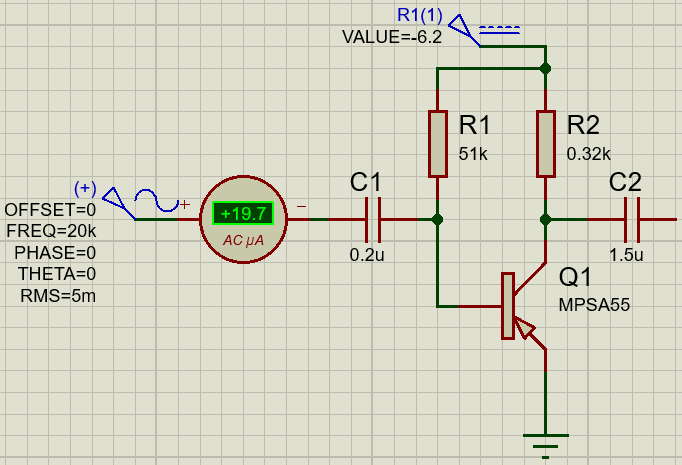 R1(1)
VALUE=-6.2
R1
51k
R2
0.32k
C1
0.2u
C2
1.5u
(+)
OFFSET=0
FREQ=20k
PHASE=0
THETA=0
RMS=5m
+
+19.7
AC µA
−
Q1
MPSA55